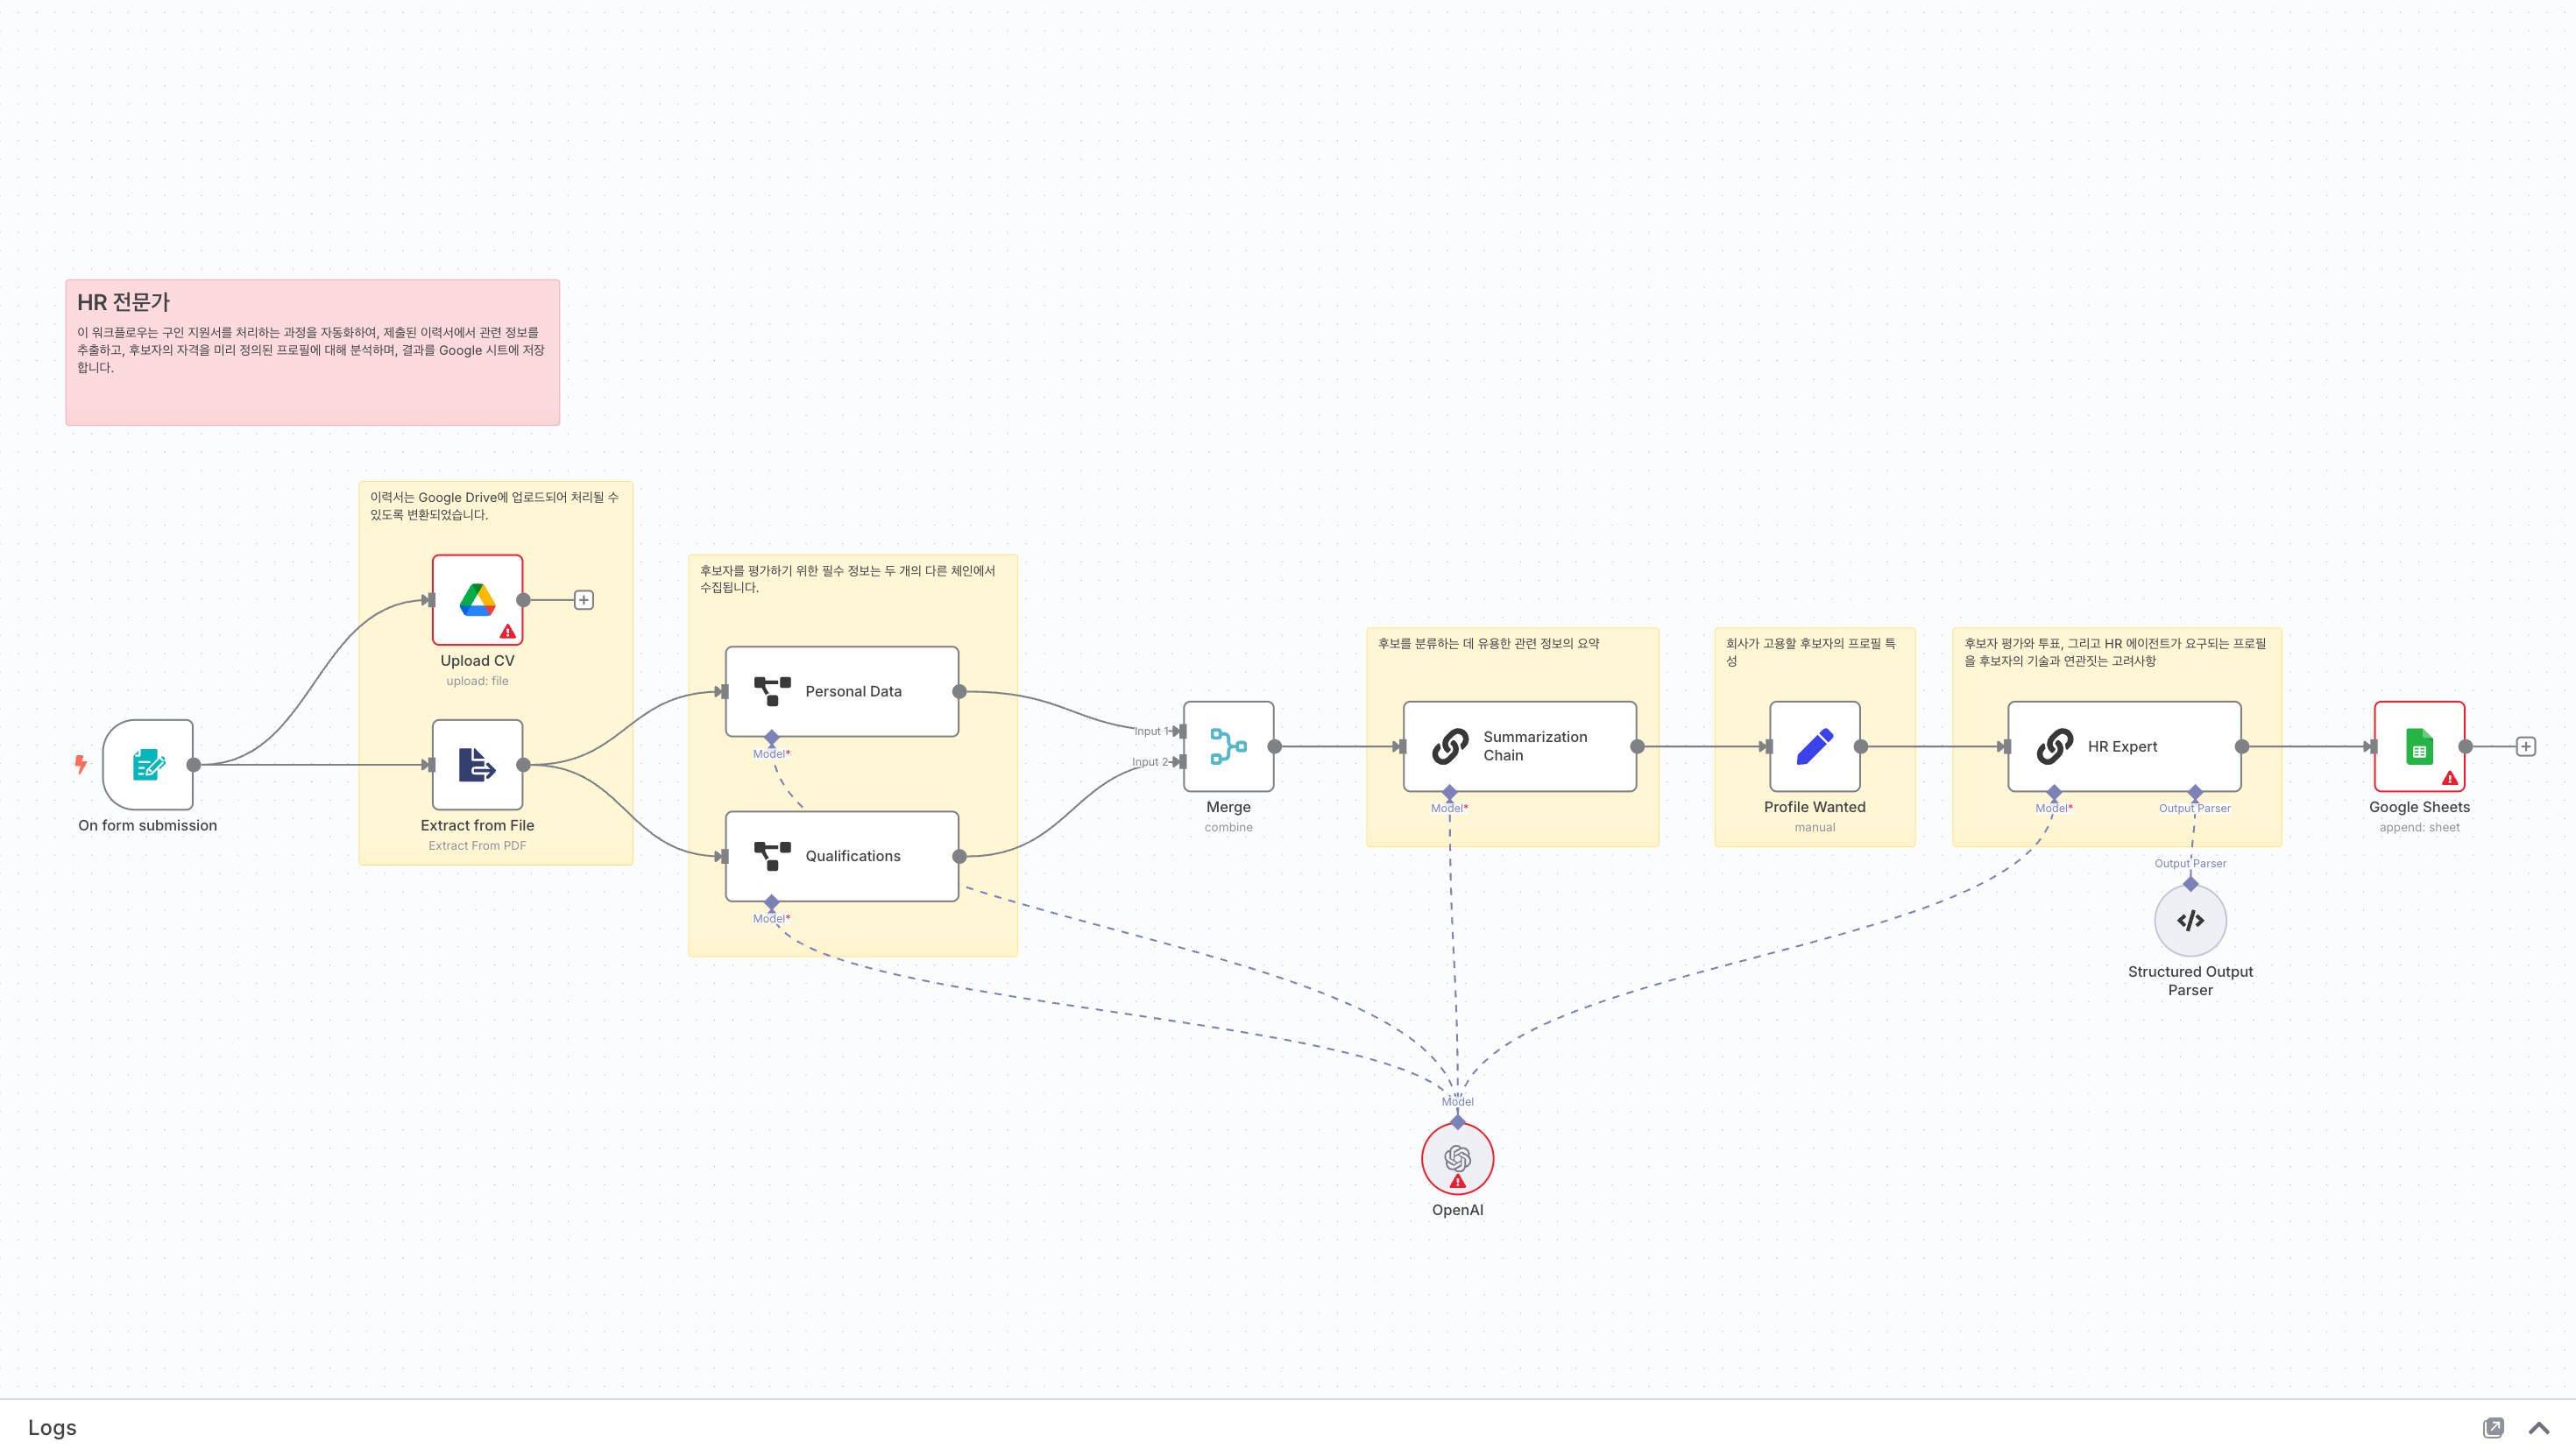 HR 전문가
이 워크플로우는 구인 지원서를 처리하는 과정을 자동화하여, 제출된 이력서에서 관련 정보를
추출하고, 후보자의 자격을 미리 정의된 프로필에 대해 분석하며, 결과를 Google 시트에 저장
합니다.
이력서는 Google Drive에 업로드되어 처리될 수
있도록 변환되었습니다.
Upload CV
upload: file
On form submission
Extract from File
Extract From PDF
후보자를 평가하기 위한 필수 정보는 두 개의 다른 체인에서
수집됩니다.
Personal Data
Model*
Qualifications
Model*
Input 1
Input 2
Merge
combine
후보를 분류하는 데 유용한 관련 정보의 요약
Summarization
Chain
Model*
회사가 고용할 후보자의 프로필 특
성
Profile Wanted
manual
후보자 평가와 투표, 그리고 HR 에이전트가 요구되는 프로필
을 후보자의 기술과 연관짓는 고려사항
HR Expert
Model*
Output Parser
Output Parser
Structured Output
Parser
Google Sheets
append: sheet
Model
OpenAI
Logs